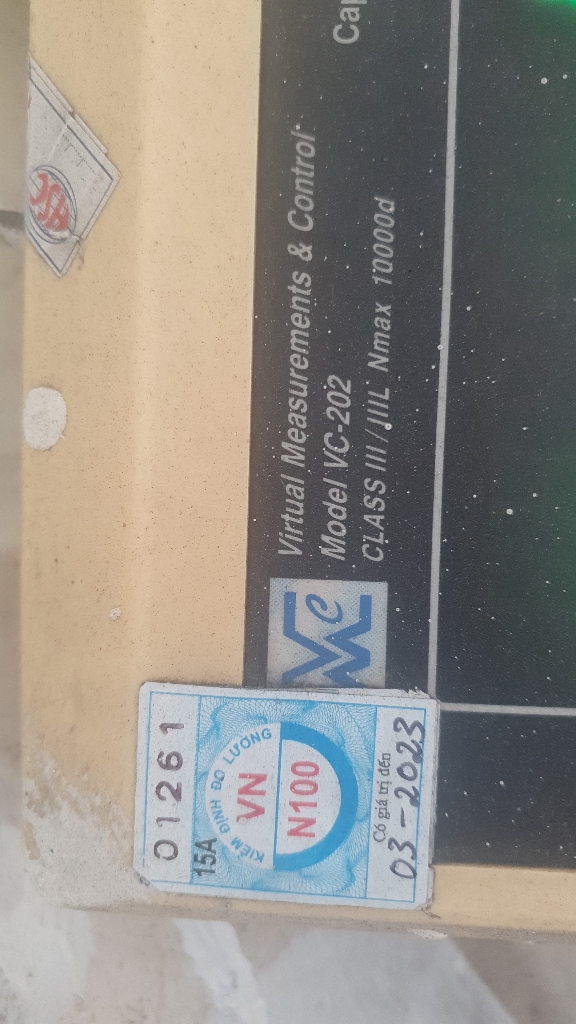 Virtual Measurements & Control
Model VC-202
CLASS III/IIIL Nmax 10000d
01261
15A
KIỂM ĐỊNH ĐO LƯỜNG
VN
N100
Có giá trị đến
03-2023